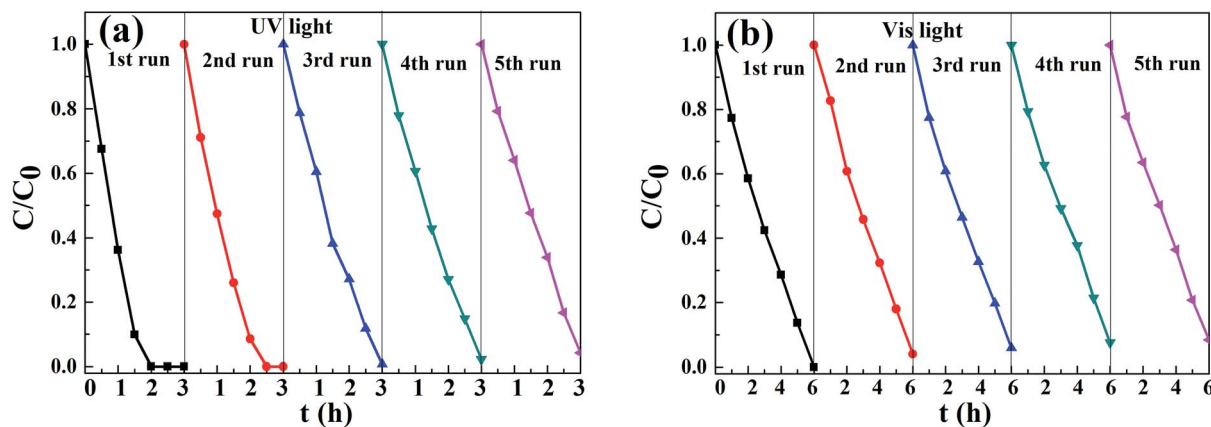 (a)
UV light
1st run
2nd run
3rd run
4th run
5th run
C/C0
1.0
0.8
0.6
0.4
0.2
0.0
0 1 2 3 1 2 3 1 2 3 1 2 3 1 2 3
t (h)
(b)
Vis light
1st run
2nd run
3rd run
4th run
5th run
C/C0
1.0
0.8
0.6
0.4
0.2
0.0
0 2 4 6 2 4 6 2 4 6 2 4 6 2 4 6
t (h)